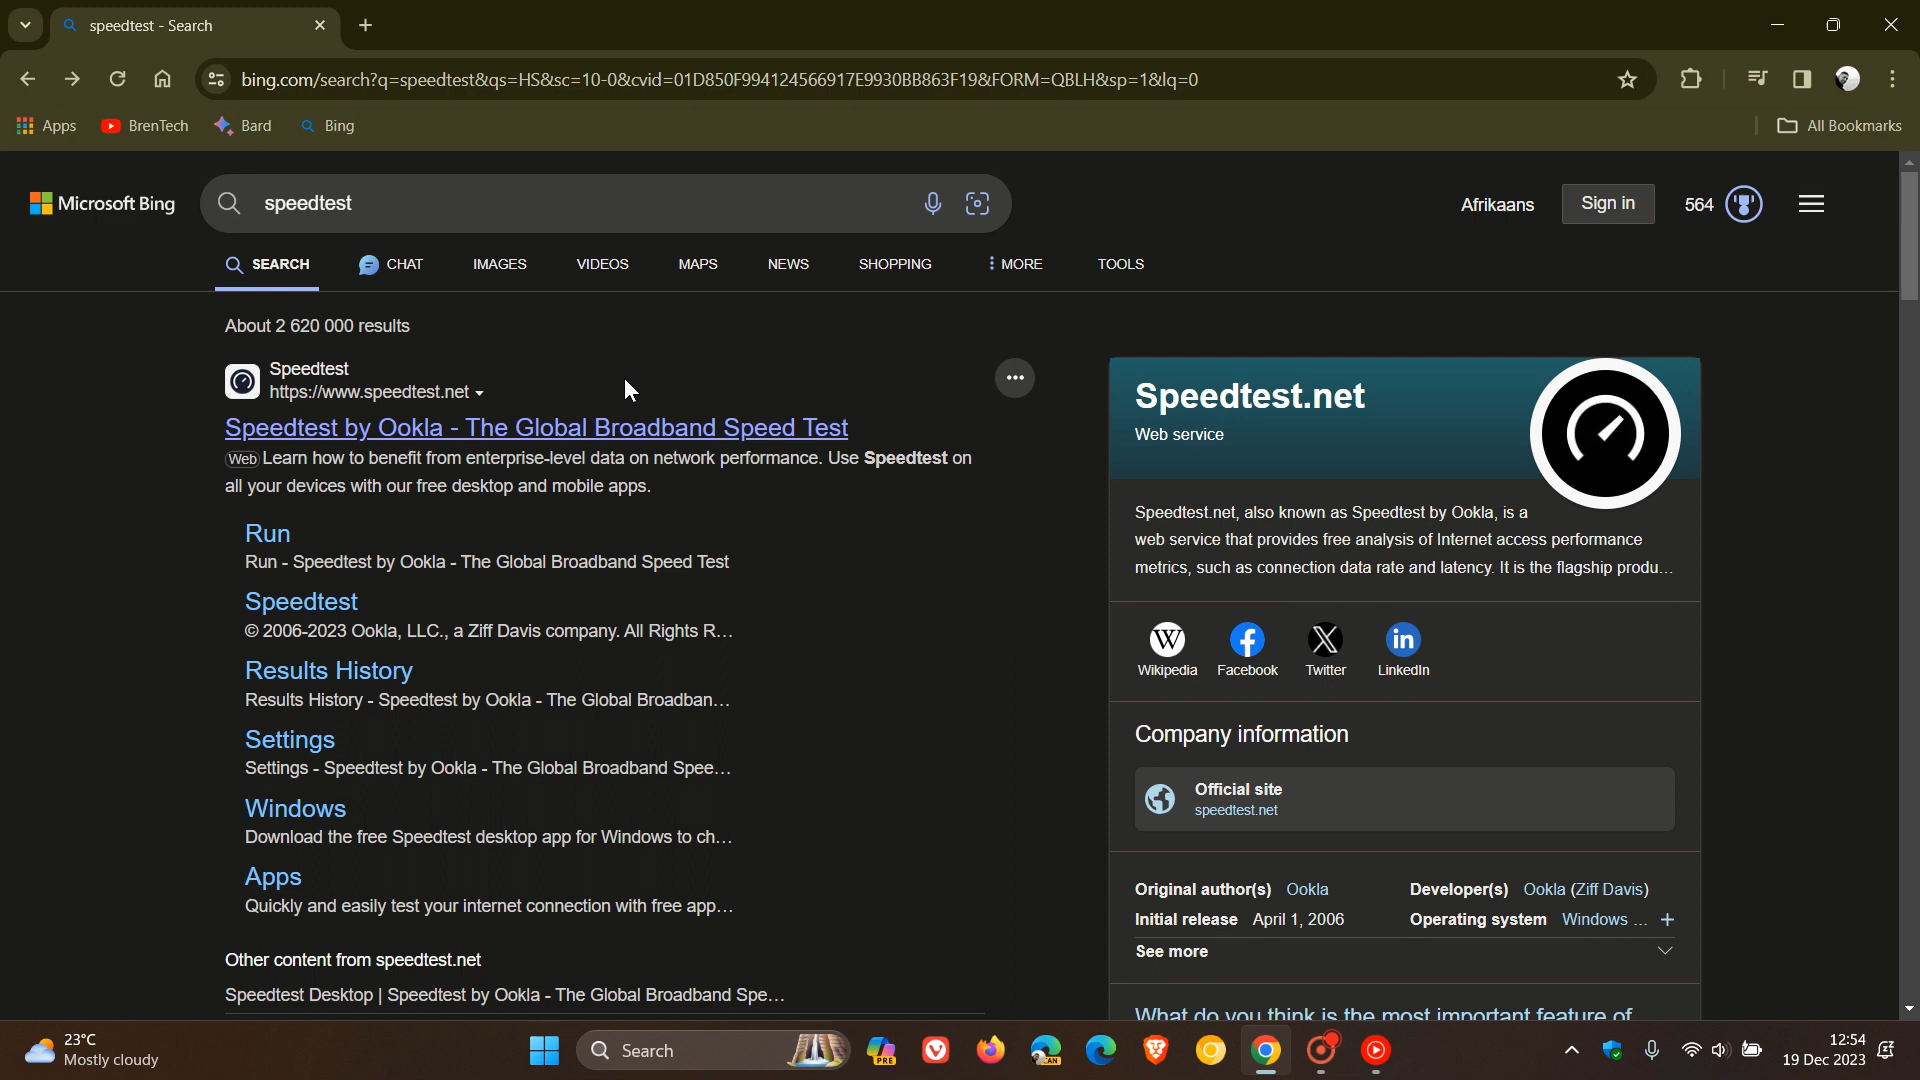 speedtest - Search
bing.com/search?q=speedtest&qs=HS&sc=10-0&cvid=01D850F994124566917E9930BB863F19&FORM=QBLH&sp=1&lq=0
Apps BrenTech Bard Bing All Bookmarks
Microsoft Bing speedtest Afrikaans Sign in 564
SEARCH CHAT IMAGES VIDEOS MAPS NEWS SHOPPING MORE TOOLS
About 2 620 000 results
Speedtest
https://www.speedtest.net
Speedtest by Ookla - The Global Broadband Speed Test
Web Learn how to benefit from enterprise-level data on network performance. Use Speedtest on
all your devices with our free desktop and mobile apps.
Run
Run - Speedtest by Ookla - The Global Broadband Speed Test
Speedtest
© 2006-2023 Ookla, LLC., a Ziff Davis company. All Rights R…
Results History
Results History - Speedtest by Ookla - The Global Broadban…
Settings
Settings - Speedtest by Ookla - The Global Broadband Spee…
Windows
Download the free Speedtest desktop app for Windows to ch…
Apps
Quickly and easily test your internet connection with free app…
Other content from speedtest.net
Speedtest Desktop | Speedtest by Ookla - The Global Broadband Spe…
Speedtest.net
Web service
Speedtest.net, also known as Speedtest by Ookla, is a
web service that provides free analysis of Internet access performance
metrics, such as connection data rate and latency. It is the flagship produ…
W f X in
Wikipedia Facebook Twitter LinkedIn
Company information
Official site
speedtest.net
Original author(s) Ookla Developer(s) Ookla (Ziff Davis)
Initial release April 1, 2006 Operating system Windows … +
See more
What do you think is the most important feature of
23°C
Mostly cloudy
Search
PRE
CAN
12:54
19 Dec 2023